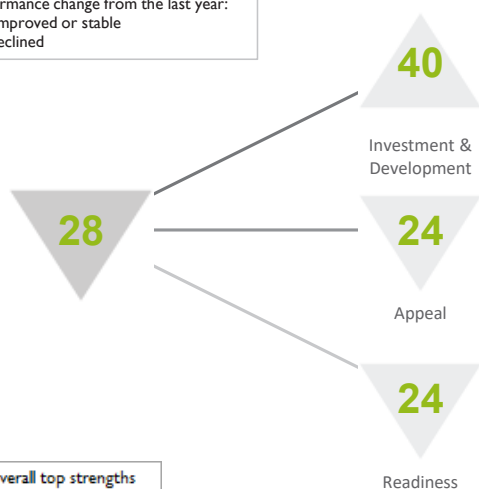 change from the last year:
mproved or stable
eclined
40
Investment &
Development
28
24
Appeal
24
Readiness
verall top strengths